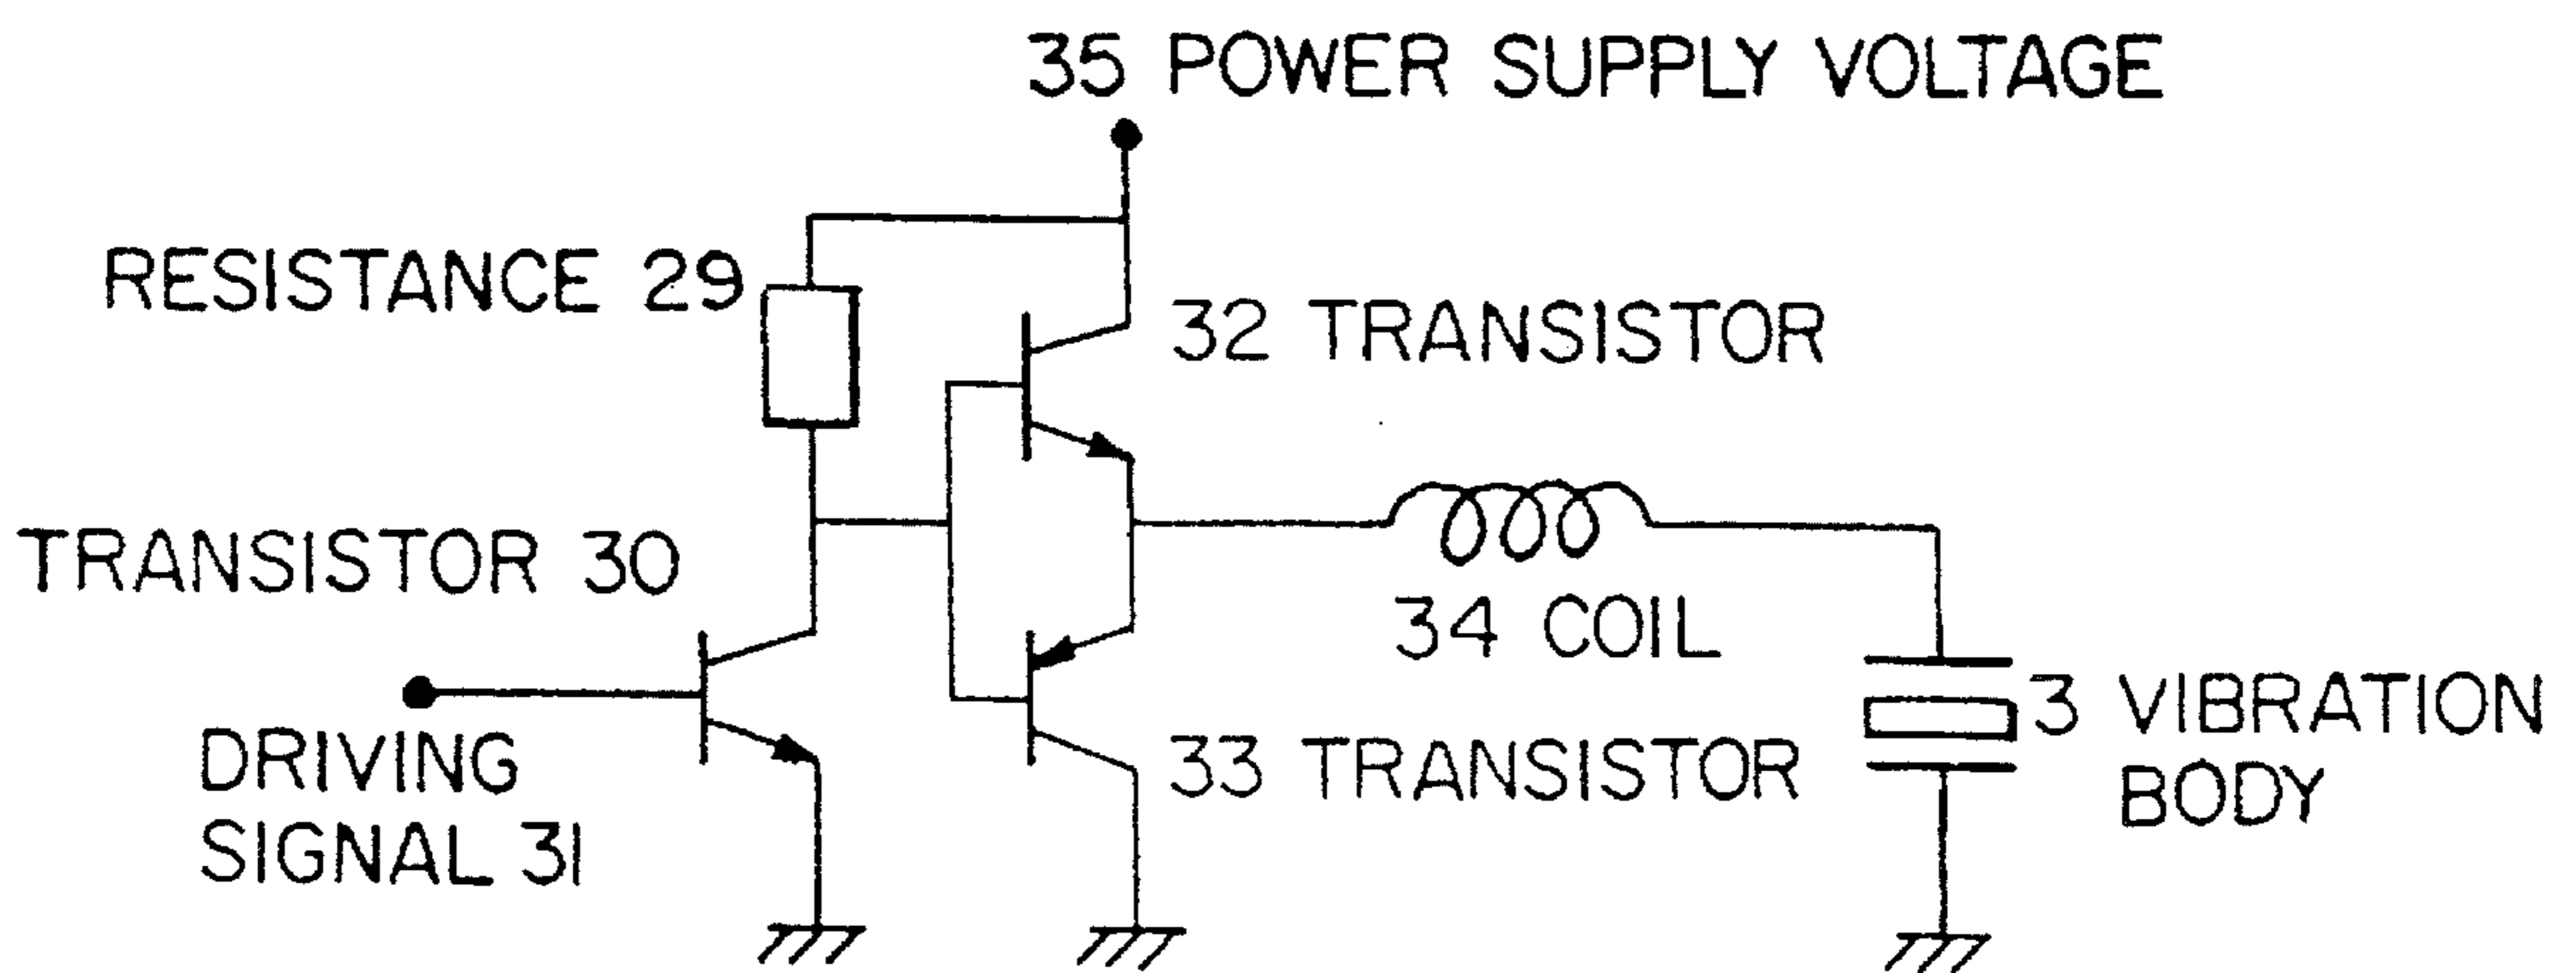 35 POWER SUPPLY VOLTAGE
RESISTANCE 29
32 TRANSISTOR
TRANSISTOR 30
34 COIL
3 VIBRATION
BODY
DRIVING
SIGNAL 31
33 TRANSISTOR